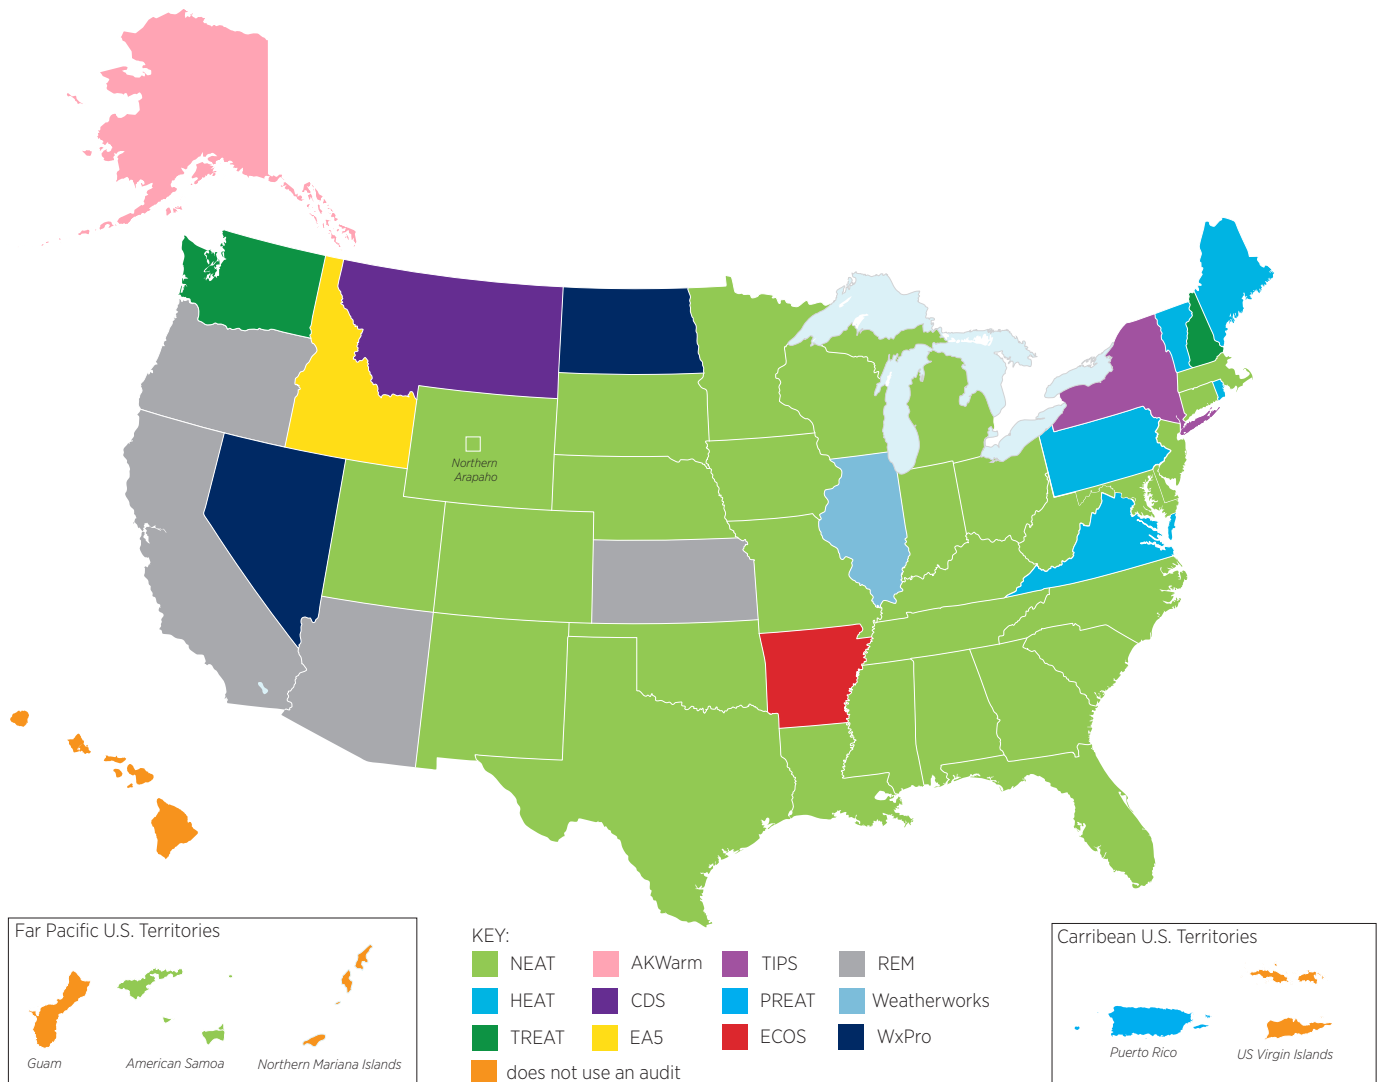 Northern
Arapaho
Far Pacific U.S. Territories
Guam
American Samoa
Northern Mariana Islands
KEY:
NEAT
AKWarm
TIPS
REM
HEAT
CDS
PREAT
Weatherworks
TREAT
EA5
ECOS
WxPro
does not use an audit
Carribean U.S. Territories
Puerto Rico
US Virgin Islands